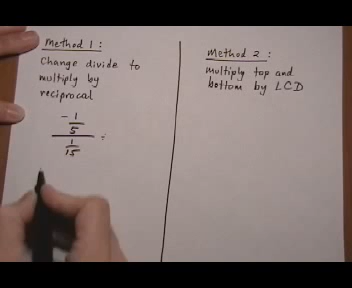 Method 1:
Change divide to
multiply by
reciprocal
- 1
5
1
15
=
Method 2:
multiply top and
bottom by LCD